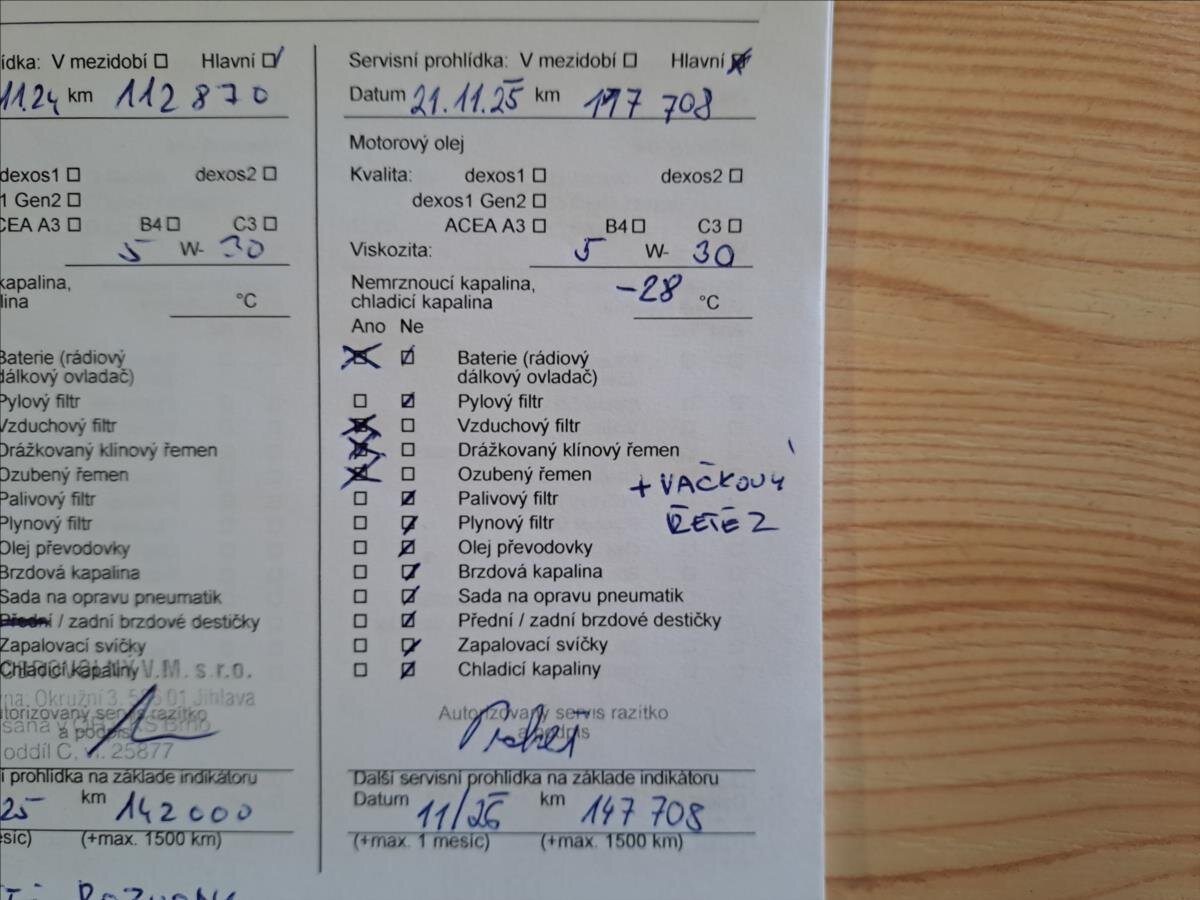 ídka: V mezidobí Hlavní
11.24 km 112 870
dexos1 dexos2
1 Gen2
CEA A3 B4 C3
5 W- 30
kapalina,
lina °C
Baterie (rádiový
dálkový ovladač)
Pylový filtr
Vzduchový filtr
Drážkovaný klínový řemen
Ozubený řemen
Palivový filtr
Plynový filtr
Olej převodovky
Brzdová kapalina
Sada na opravu pneumatik
Přední / zadní brzdové destičky
Zapalovací svíčky
Chladicí kapaliny
V.M. s.r.o.
na: Okružní 3, 586 01 Jihlava
utorizovaný servis razítko
a podpis
oddíl C, vl. 25877
í prohlídka na základe indikátoru
25 km 142 000
síc) (+max. 1500 km)
Servisní prohlídka: V mezidobí Hlavní
Datum 21.11.25 km 117 708
Motorový olej
Kvalita: dexos1 dexos2
dexos1 Gen2
ACEA A3 B4 C3
Viskozita: 5 W- 30
Nemrznoucí kapalina,
chladicí kapalina -28 °C
Ano Ne
Baterie (rádiový
dálkový ovladač)
Pylový filtr
Vzduchový filtr
Drážkovaný klínový řemen
Ozubený řemen + VAČKOVÝ
Palivový filtr
Plynový filtr ŘETĚZ
Olej převodovky
Brzdová kapalina
Sada na opravu pneumatik
Přední / zadní brzdové destičky
Zapalovací svíčky
Chladicí kapaliny
Autorizovaný servis razítko
a podpis
Další servisní prohlídka na základe indikátoru
Datum 11/26 km 147 708
(+max. 1 mesíc) (+max. 1500 km)